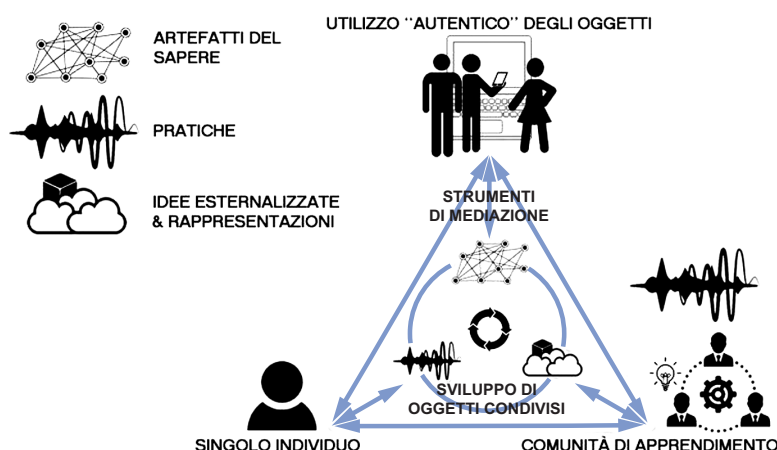 UTILIZZO “AUTENTICO” DEGLI OGGETTI
ARTEFATTI DEL
SAPERE
PRATICHE
IDEE ESTERNALIZZATE
& RAPPRESENTAZIONI
STRUMENTI
DI MEDIAZIONE
SVILUPPO DI
OGGETTI CONDIVISI
SINGOLO INDIVIDUO
COMUNITÀ DI APPRENDIMENTO